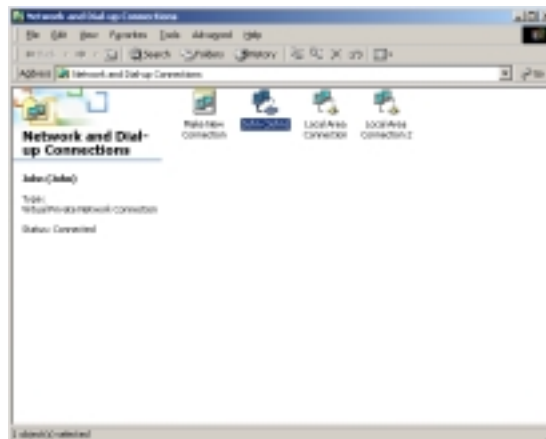 Network and Dial-up Connections
File Edit View Favorites Tools Advanced Help
Search Folders History
Address Network and Dial-up Connections
Make New
Connection
Local Area
Connection
Local Area
Connection 2
Network and Dial-
up Connections
John (John)
Type:
Virtual Private Network Connection
Status: Connected
1 object(s) selected